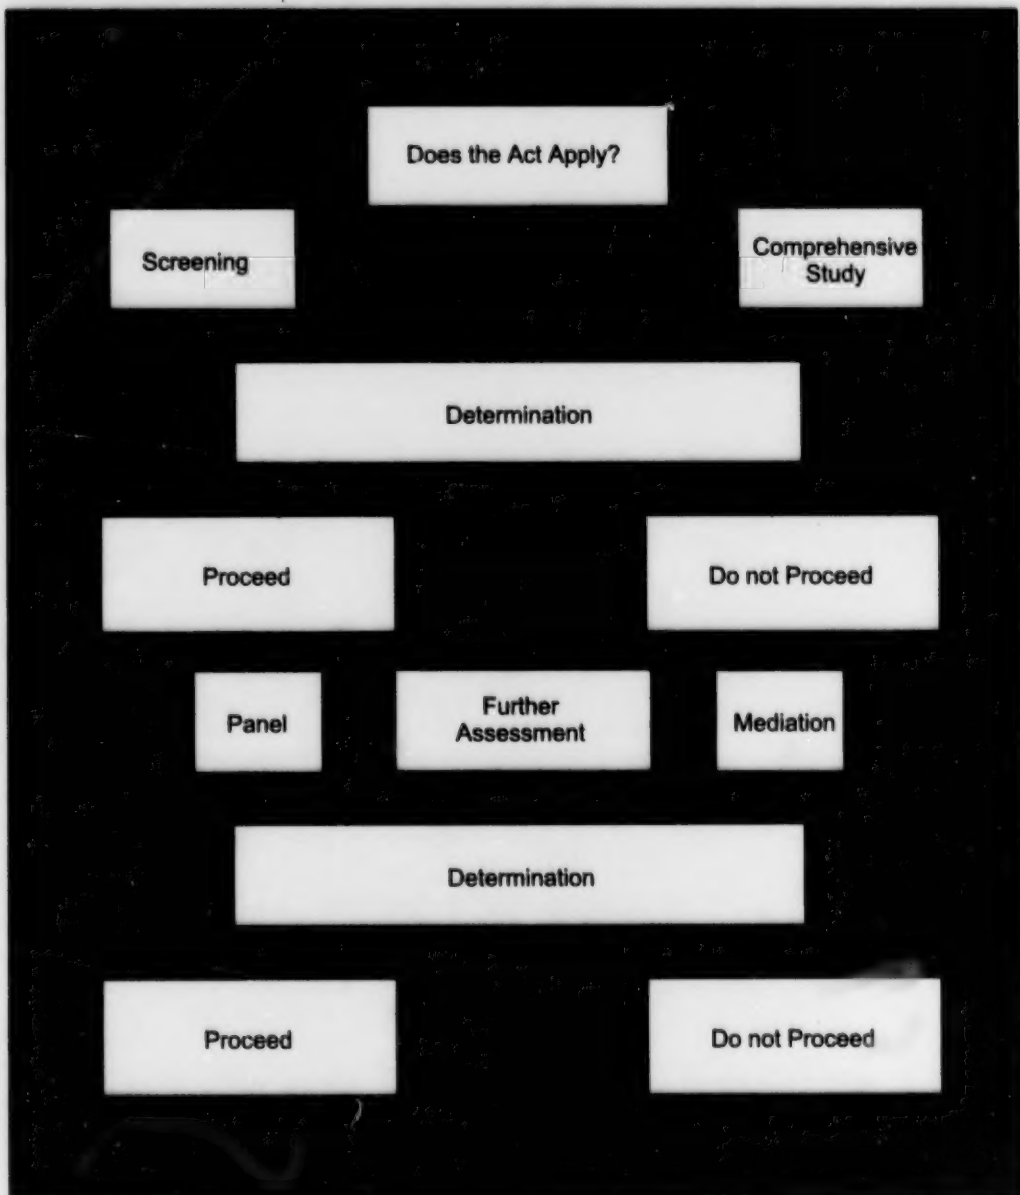 Does the Act Apply?
Screening
Comprehensive
Study
Determination
Proceed
Do not Proceed
Panel
Further
Assessment
Mediation
Determination
Proceed
Do not Proceed